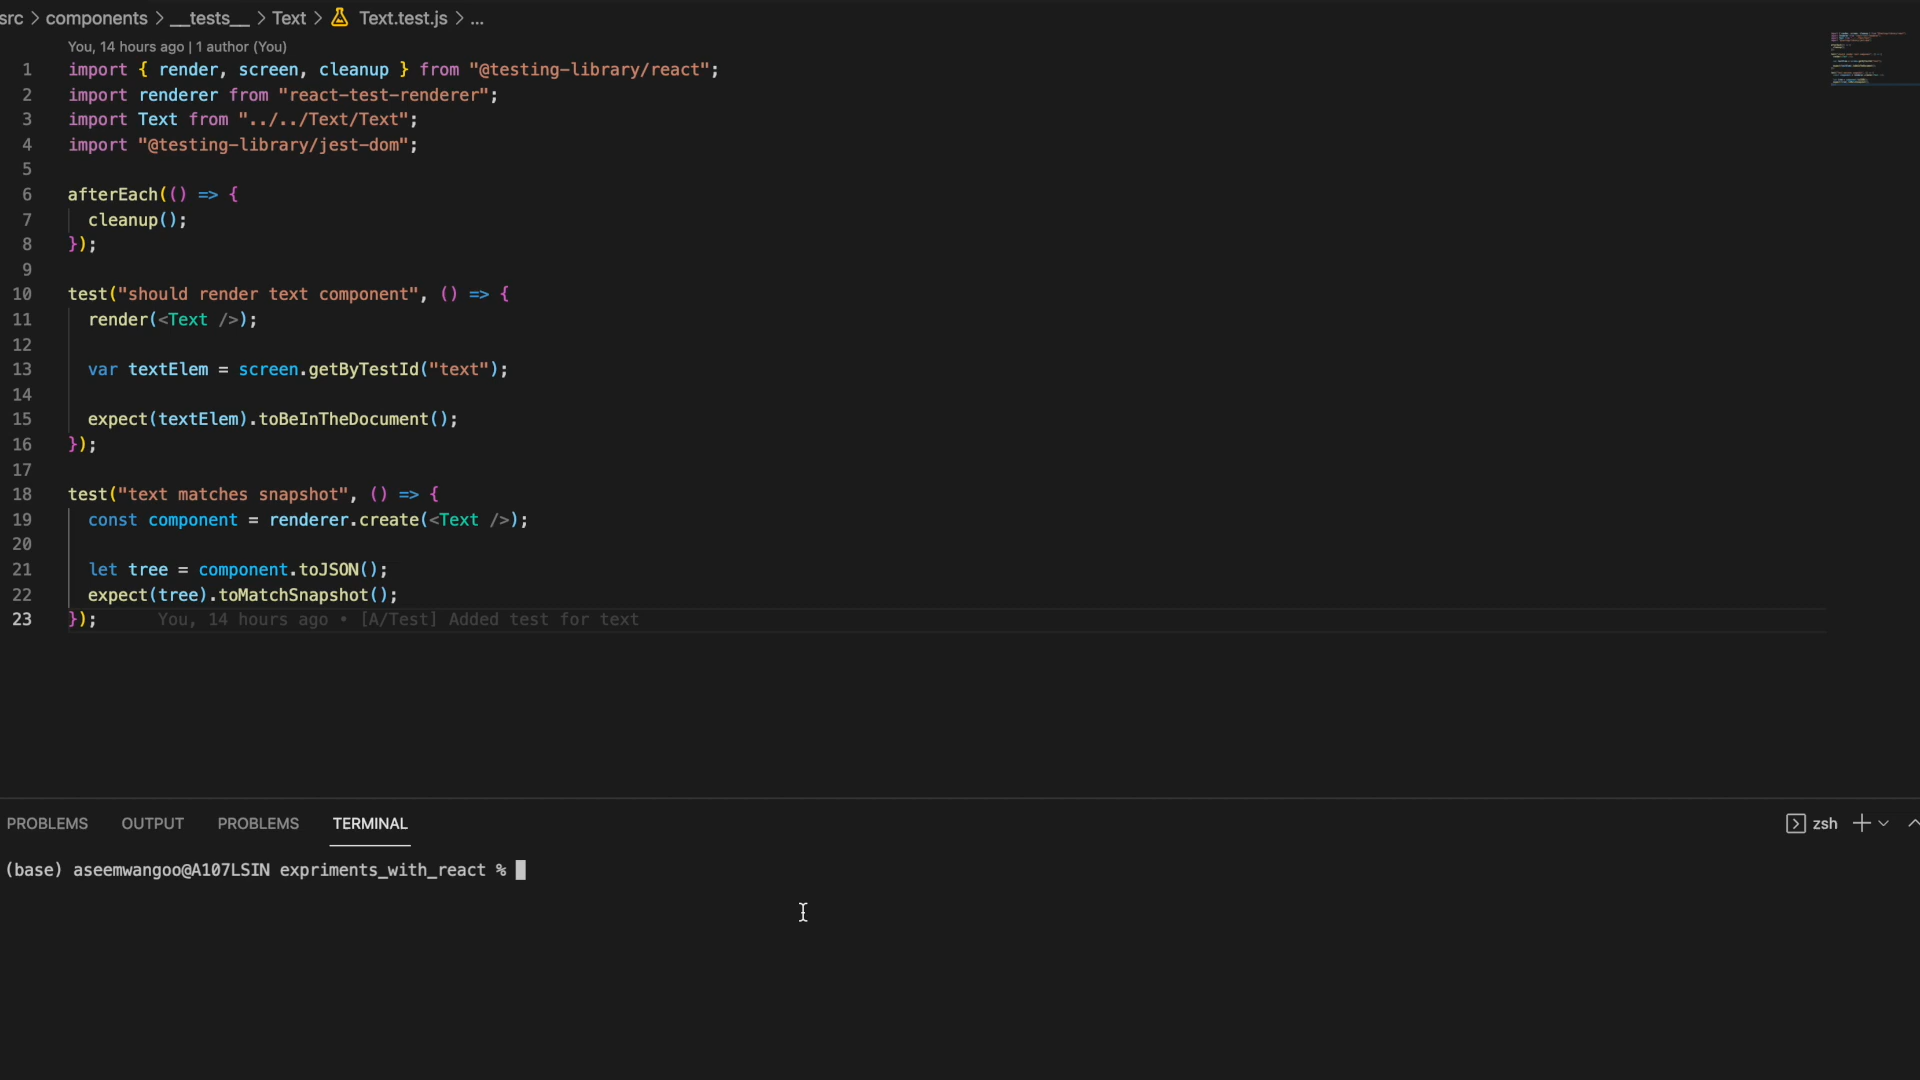 src > components > __tests__ > Text > Text.test.js > ...
You, 14 hours ago | 1 author (You)
1 import { render, screen, cleanup } from "@testing-library/react";
2 import renderer from "react-test-renderer";
3 import Text from "../../Text/Text";
4 import "@testing-library/jest-dom";
5
6 afterEach(() => {
7   cleanup();
8 });
9
10 test("should render text component", () => {
11   render(<Text />);
12
13   var textElem = screen.getByTestId("text");
14
15   expect(textElem).toBeInTheDocument();
16 });
17
18 test("text matches snapshot", () => {
19   const component = renderer.create(<Text />);
20
21   let tree = component.toJSON();
22   expect(tree).toMatchSnapshot();
23 }); You, 14 hours ago • [A/Test] Added test for text
PROBLEMS OUTPUT PROBLEMS TERMINAL zsh
(base) aseemwangoo@A107LSIN expriments_with_react %